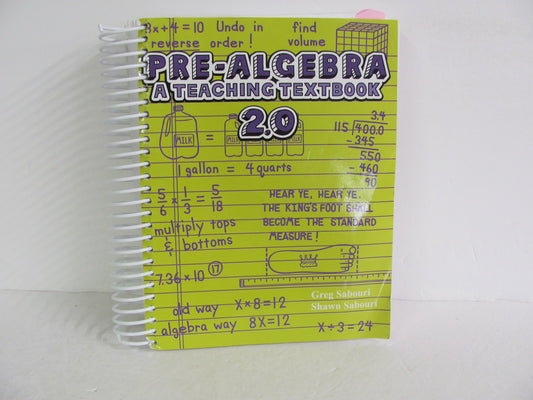 8x+4=10 Undo in find
reverse order! volume
PRE-ALGEBRA
A TEACHING TEXTBOOK
2.0
MILK
=
1 gallon = 4 quarts
3.4
115 400.0
-345
550
-460
90
5/6 × 1/3 = 5/18
multiply tops
& bottoms
HEAR YE, HEAR YE.
THE KING'S FOOT SHALL
BECOME THE STANDARD
MEASURE!
7.36 × 10 17
old way X×8=12
algebra way 8X=12
X÷3=24
Greg Sabouri
Shawn Sabouri